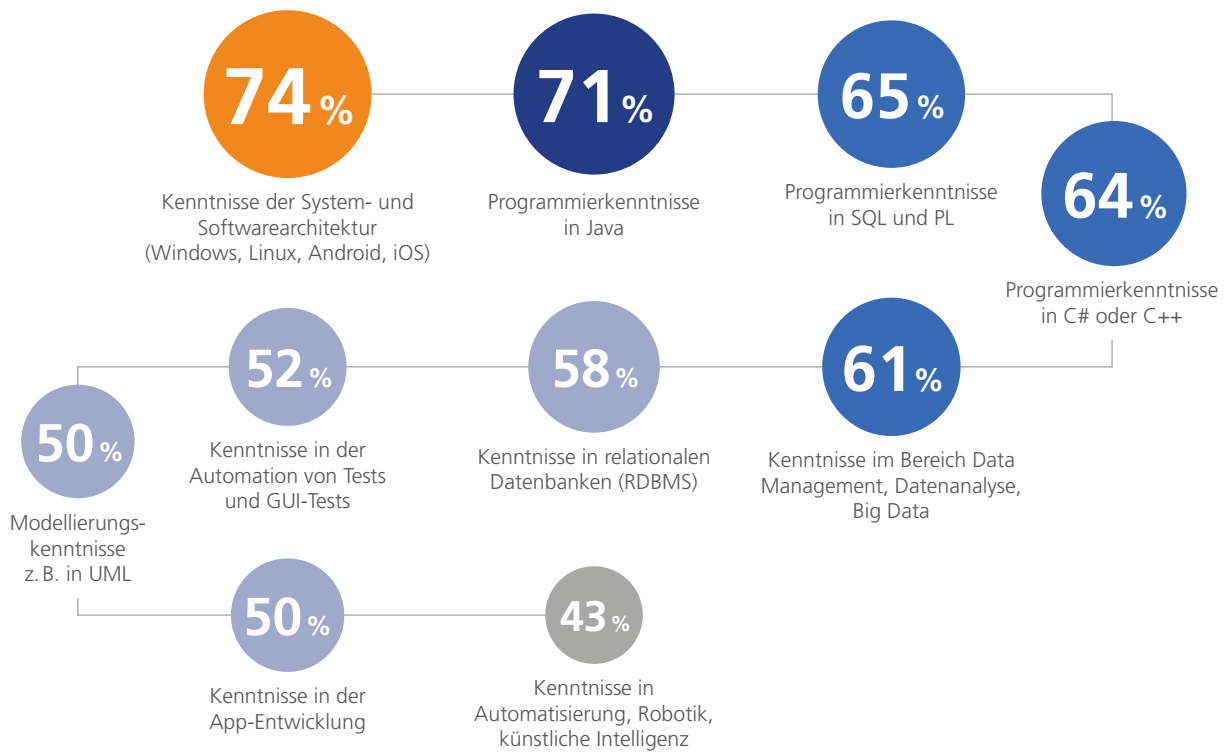 74 %
Kenntnisse der System- und
Softwarearchitektur
(Windows, Linux, Android, iOS)
71 %
Programmierkenntnisse
in Java
65 %
Programmierkenntnisse
in SQL und PL
64 %
Programmierkenntnisse
in C# oder C++
61 %
Kenntnisse im Bereich Data
Management, Datenanalyse,
Big Data
58 %
Kenntnisse in relationalen
Datenbanken (RDBMS)
52 %
Kenntnisse in der
Automation von Tests
und GUI-Tests
50 %
Modellierungs-
kenntnisse
z. B. in UML
50 %
Kenntnisse in der
App-Entwicklung
43 %
Kenntnisse in
Automatisierung, Robotik,
künstliche Intelligenz